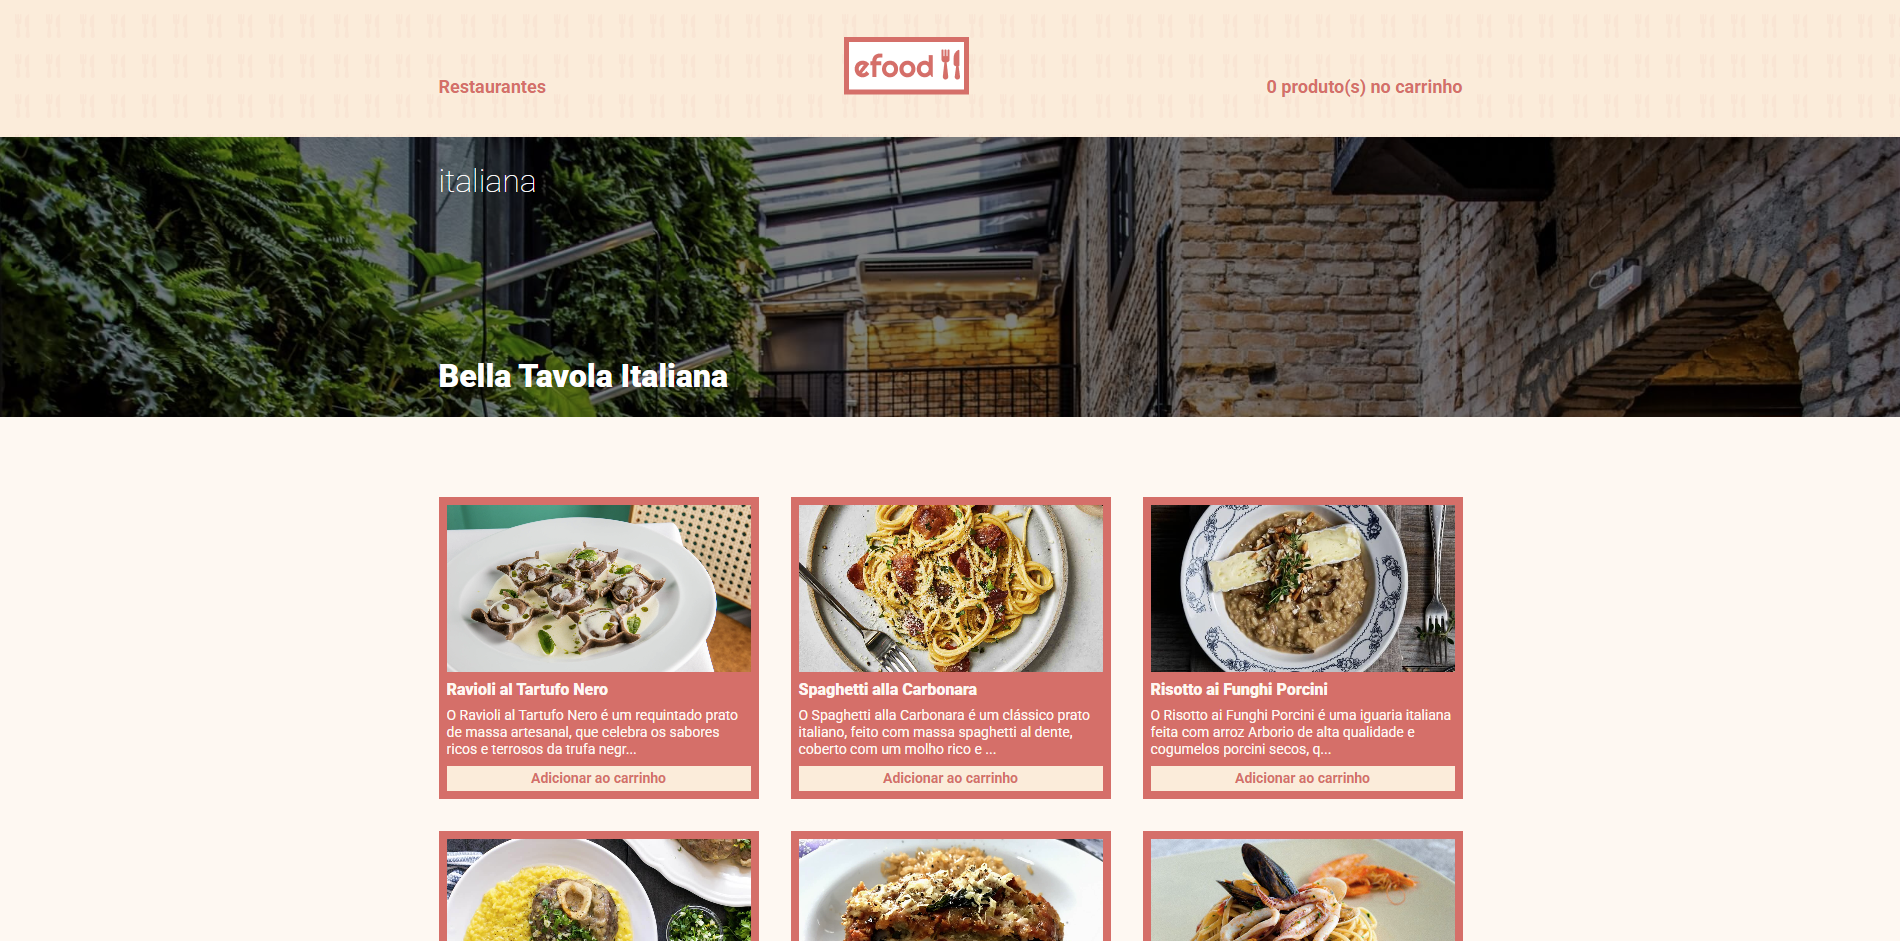 Restaurantes
efood
0 produto(s) no carrinho
italiana
Bella Tavola Italiana
Ravioli al Tartufo Nero
O Ravioli al Tartufo Nero é um requintado prato
de massa artesanal, que celebra os sabores
ricos e terrosos da trufa negr...
Adicionar ao carrinho
Spaghetti alla Carbonara
O Spaghetti alla Carbonara é um clássico prato
italiano, feito com massa spaghetti al dente,
coberto com um molho rico e ...
Adicionar ao carrinho
Risotto ai Funghi Porcini
O Risotto ai Funghi Porcini é uma iguaria italiana
feita com arroz Arborio de alta qualidade e
cogumelos porcini secos, q...
Adicionar ao carrinho